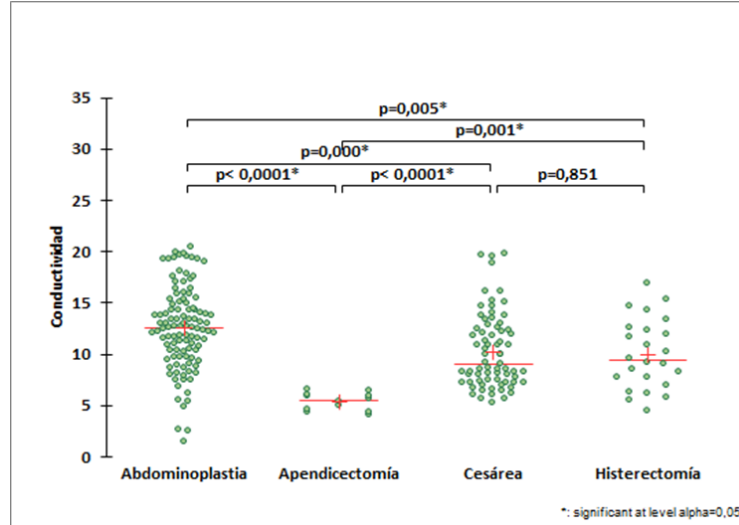 35
p=0,005*
30
p=0,001*
p=0,000*
p< 0,0001*
p< 0,0001*
p=0,851
25
Conductividad
20
15
10
5
0
Abdominoplastia
Apendicectomía
Cesárea
Histerectomía
*: significant at level alpha=0,05